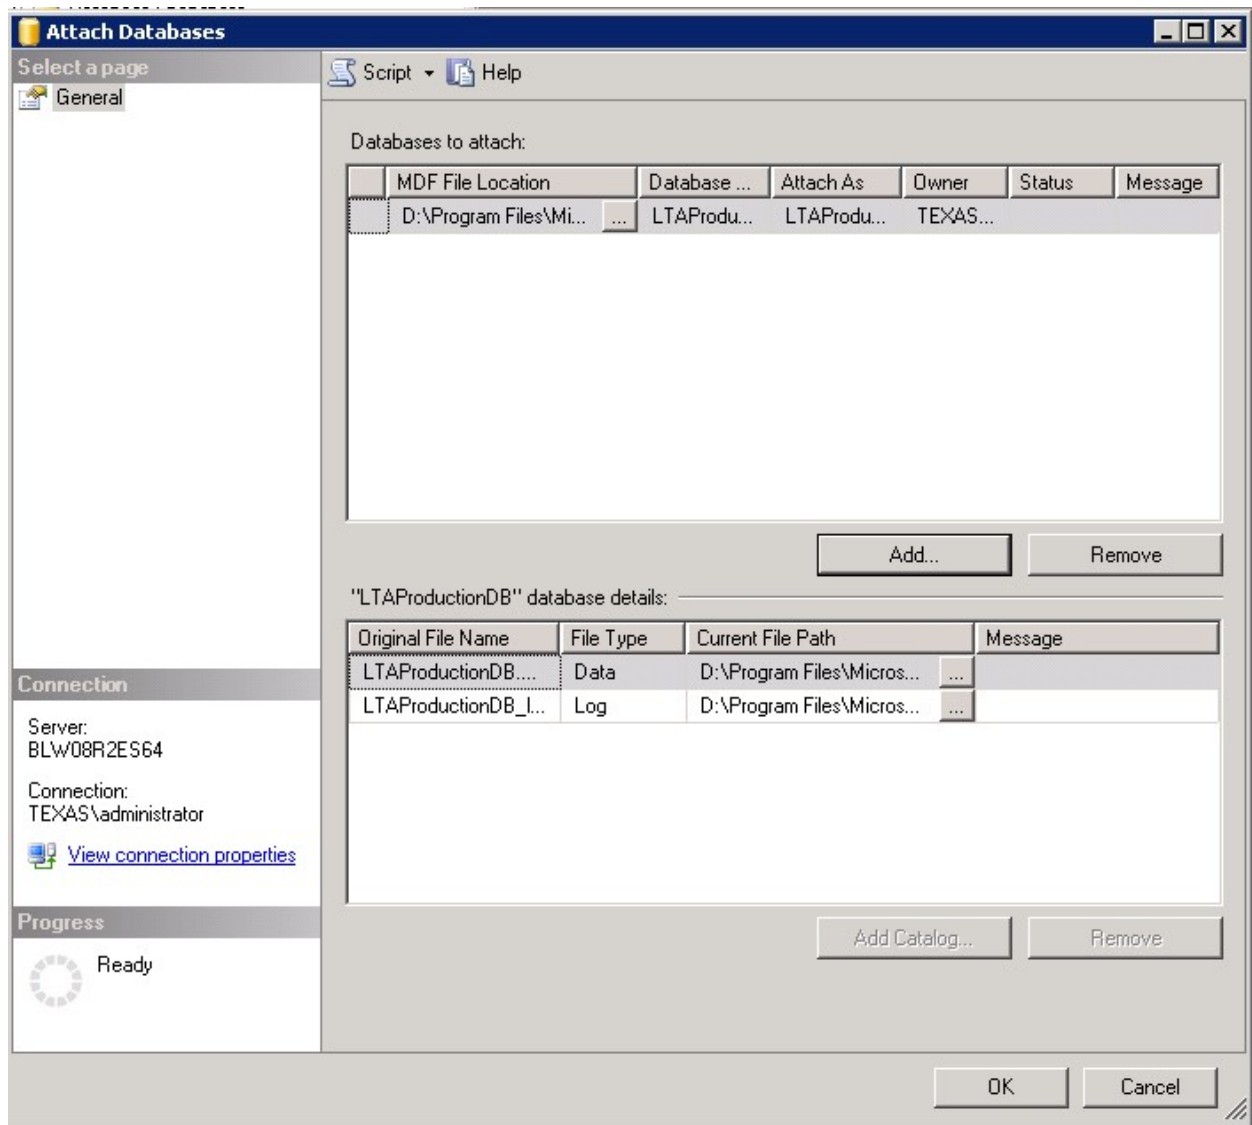 Attach Databases
Select a page
General
Script Help
Databases to attach:
MDF File Location Database ... Attach As Owner Status Message
D:\Program Files\Mi... ... LTAProdu... LTAProdu... TEXAS...
Add... Remove
"LTAProductionDB" database details:
Original File Name File Type Current File Path Message
LTAProductionDB.... Data D:\Program Files\Micros... ...
LTAProductionDB_l... Log D:\Program Files\Micros... ...
Add Catalog... Remove
Connection
Server:
BLW08R2ES64
Connection:
TEXAS\administrator
View connection properties
Progress
Ready
OK Cancel